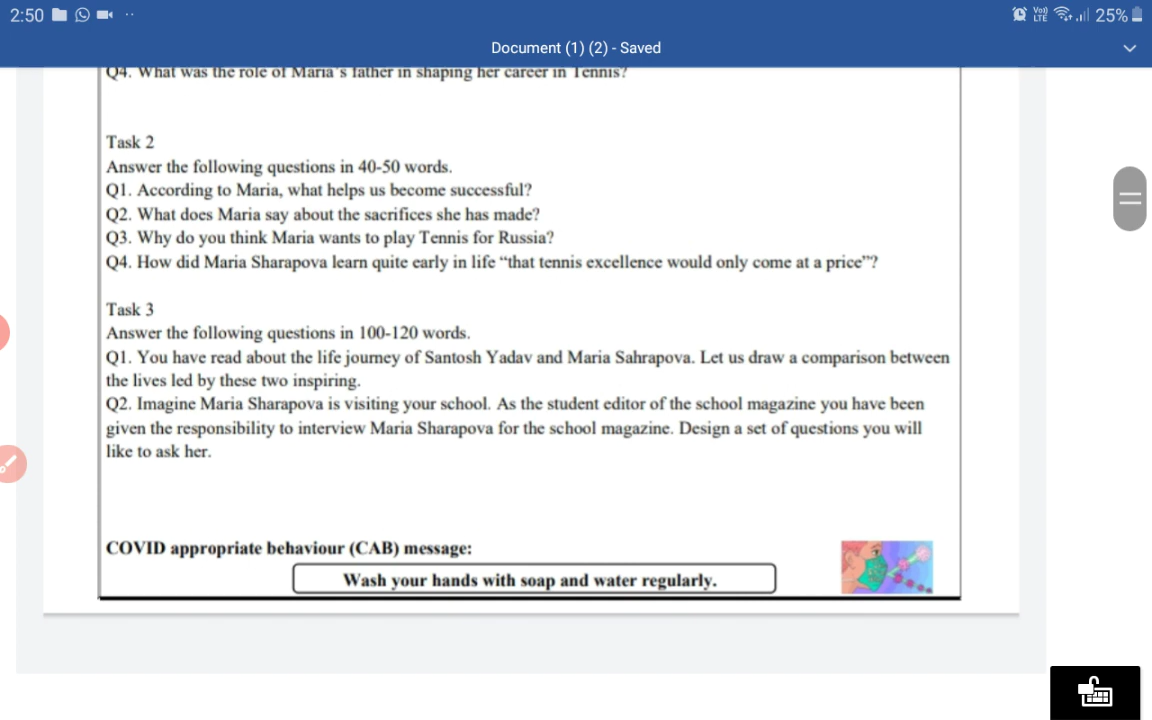 2:50
Vo)) LTE 25%
Document (1) (2) - Saved
Q4. What was the role of Maria's father in shaping her career in Tennis?
Task 2
Answer the following questions in 40-50 words.
Q1. According to Maria, what helps us become successful?
Q2. What does Maria say about the sacrifices she has made?
Q3. Why do you think Maria wants to play Tennis for Russia?
Q4. How did Maria Sharapova learn quite early in life “that tennis excellence would only come at a price”?
Task 3
Answer the following questions in 100-120 words.
Q1. You have read about the life journey of Santosh Yadav and Maria Sahrapova. Let us draw a comparison between
the lives led by these two inspiring.
Q2. Imagine Maria Sharapova is visiting your school. As the student editor of the school magazine you have been
given the responsibility to interview Maria Sharapova for the school magazine. Design a set of questions you will
like to ask her.
COVID appropriate behaviour (CAB) message:
Wash your hands with soap and water regularly.